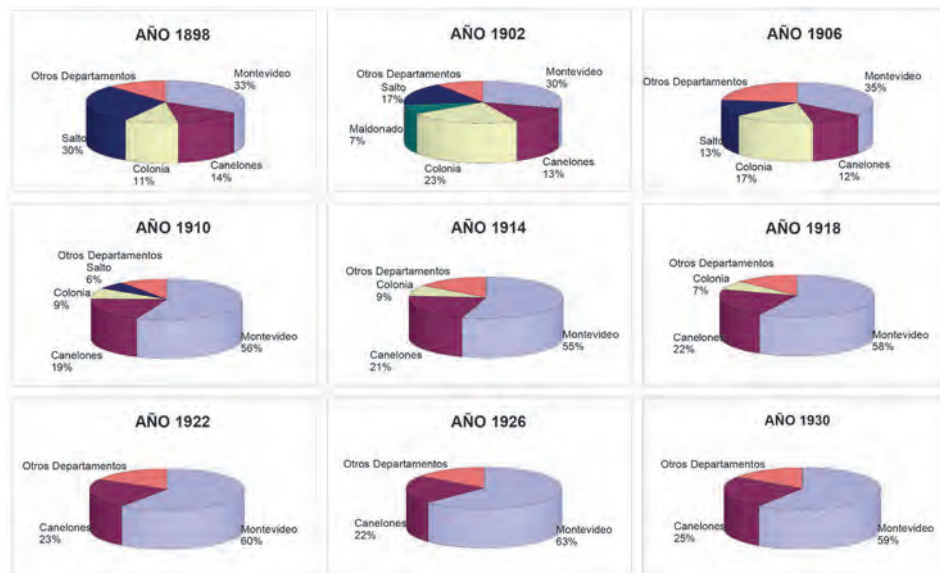 AÑO 1898
Otros Departamentos
Montevideo
33%
Salto
30%
Colonia
11%
Canelones
14%
AÑO 1902
Otros Departamentos
Salto
17%
Montevideo
30%
Maldonado
7%
Colonia
23%
Canelones
13%
AÑO 1906
Otros Departamentos
Montevideo
35%
Salto
13%
Colonia
17%
Canelones
12%
AÑO 1910
Otros Departamentos
Salto
6%
Colonia
9%
Canelones
19%
Montevideo
56%
AÑO 1914
Otros Departamentos
Colonia
9%
Canelones
21%
Montevideo
55%
AÑO 1918
Otros Departamentos
Colonia
7%
Canelones
22%
Montevideo
58%
AÑO 1922
Otros Departamentos
Canelones
23%
Montevideo
60%
AÑO 1926
Otros Departamentos
Canelones
22%
Montevideo
63%
AÑO 1930
Otros Departamentos
Canelones
25%
Montevideo
59%